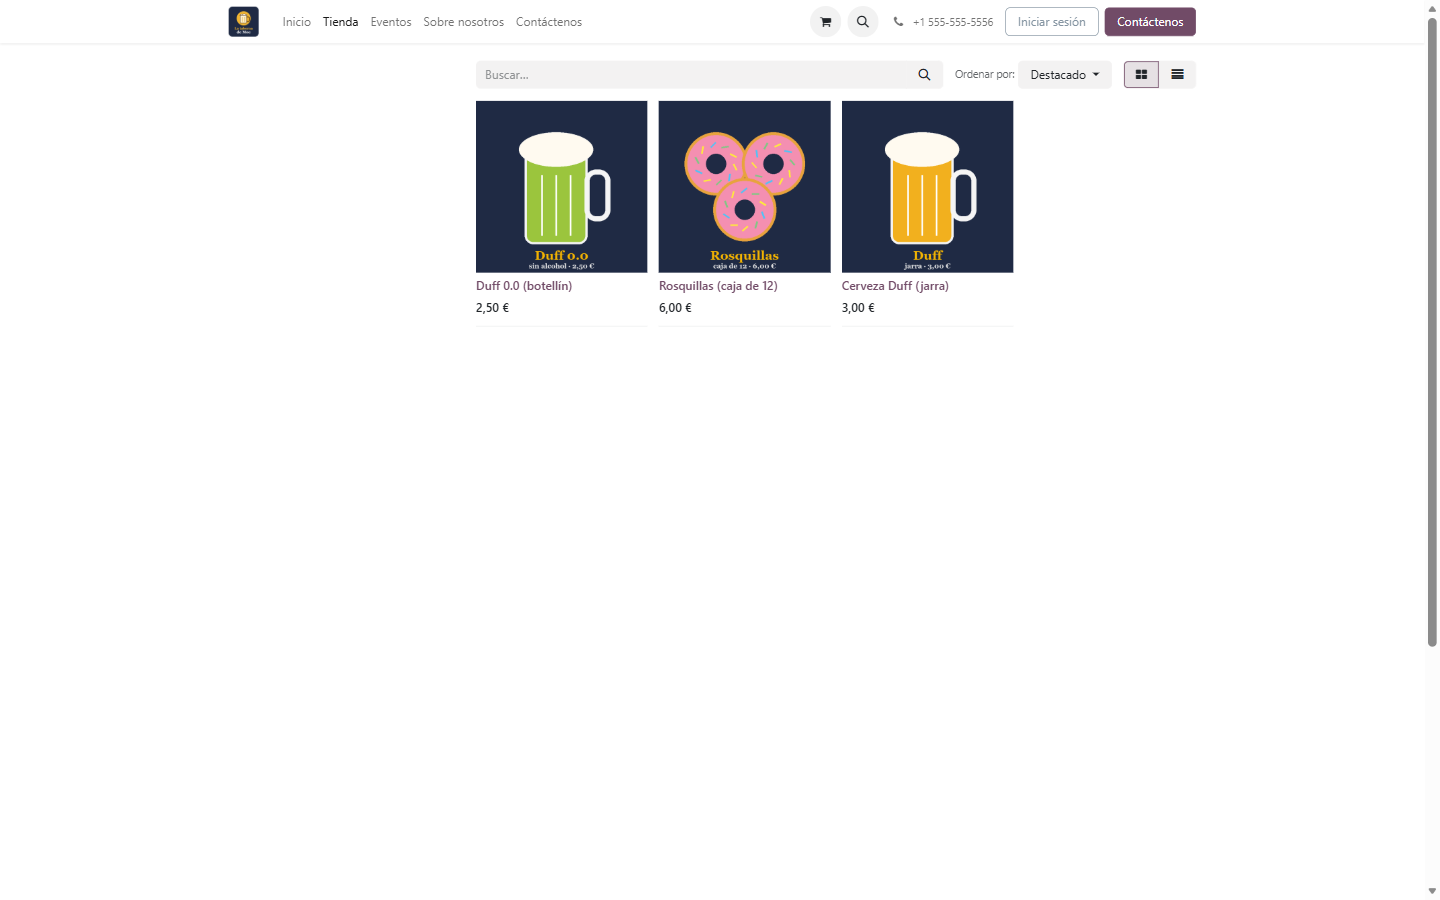 Inicio Tienda Eventos Sobre nosotros Contáctenos +1 555-555-5556 Iniciar sesión Contáctenos
Buscar... Ordenar por: Destacado
Duff 0.0
sin alcohol · 2,50 €
Rosquillas
caja de 12 · 6,00 €
Duff
jarra · 3,00 €
Duff 0.0 (botellín) Rosquillas (caja de 12) Cerveza Duff (jarra)
2,50 € 6,00 € 3,00 €